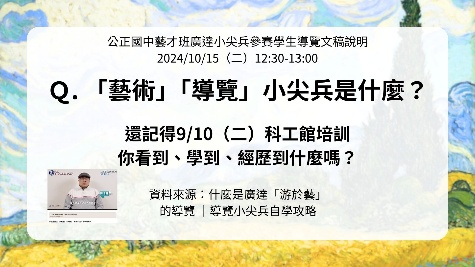 公正國中藝才班廣達小尖兵參賽學生導覽文稿說明
2024/10/15（二）12:30-13:00
Q.「藝術」「導覽」小尖兵是什麼？
還記得9/10（二）科工館培訓
你看到、學到、經歷到什麼嗎？
資料來源：什麼是廣達「游於藝」
的導覽 ｜導覽小尖兵自學攻略